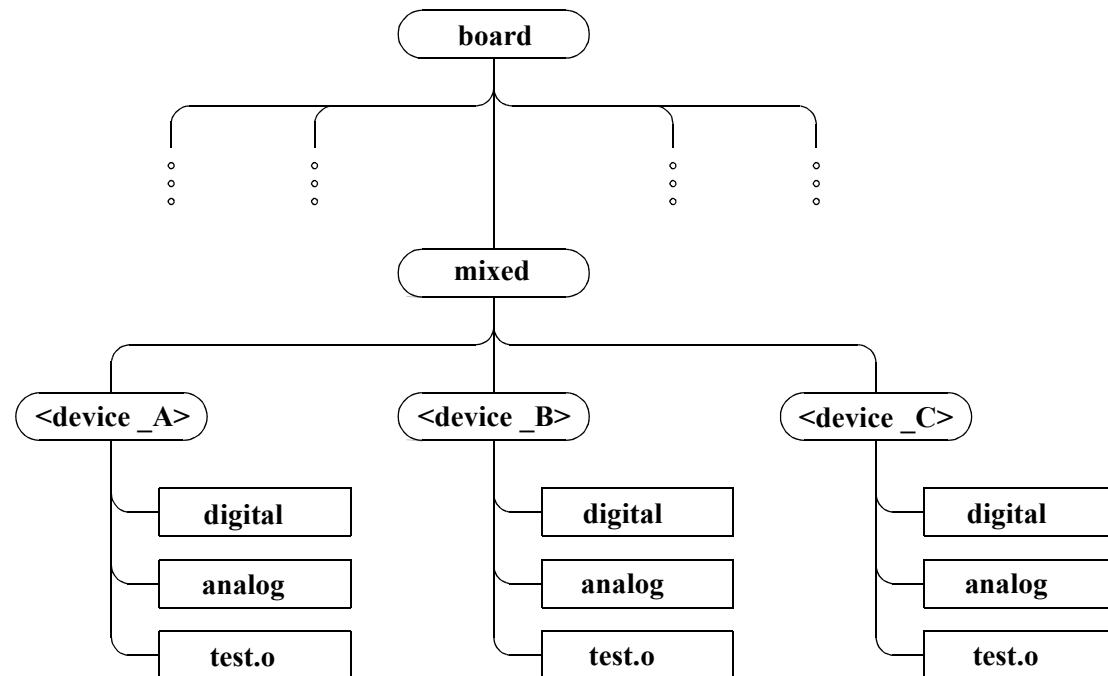 board
mixed
<device _A>
<device _B>
<device _C>
digital
digital
digital
analog
analog
analog
test.o
test.o
test.o